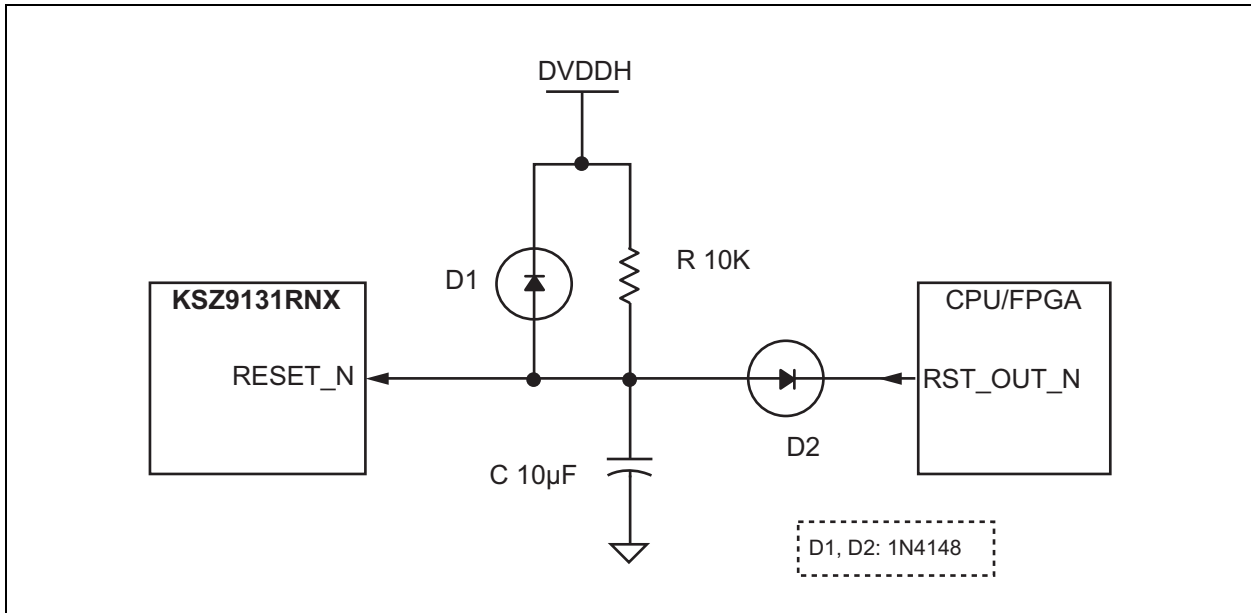 DVDDH
D1
R 10K
KSZ9131RNX
CPU/FPGA
RESET_N
RST_OUT_N
D2
C 10µF
D1, D2: 1N4148